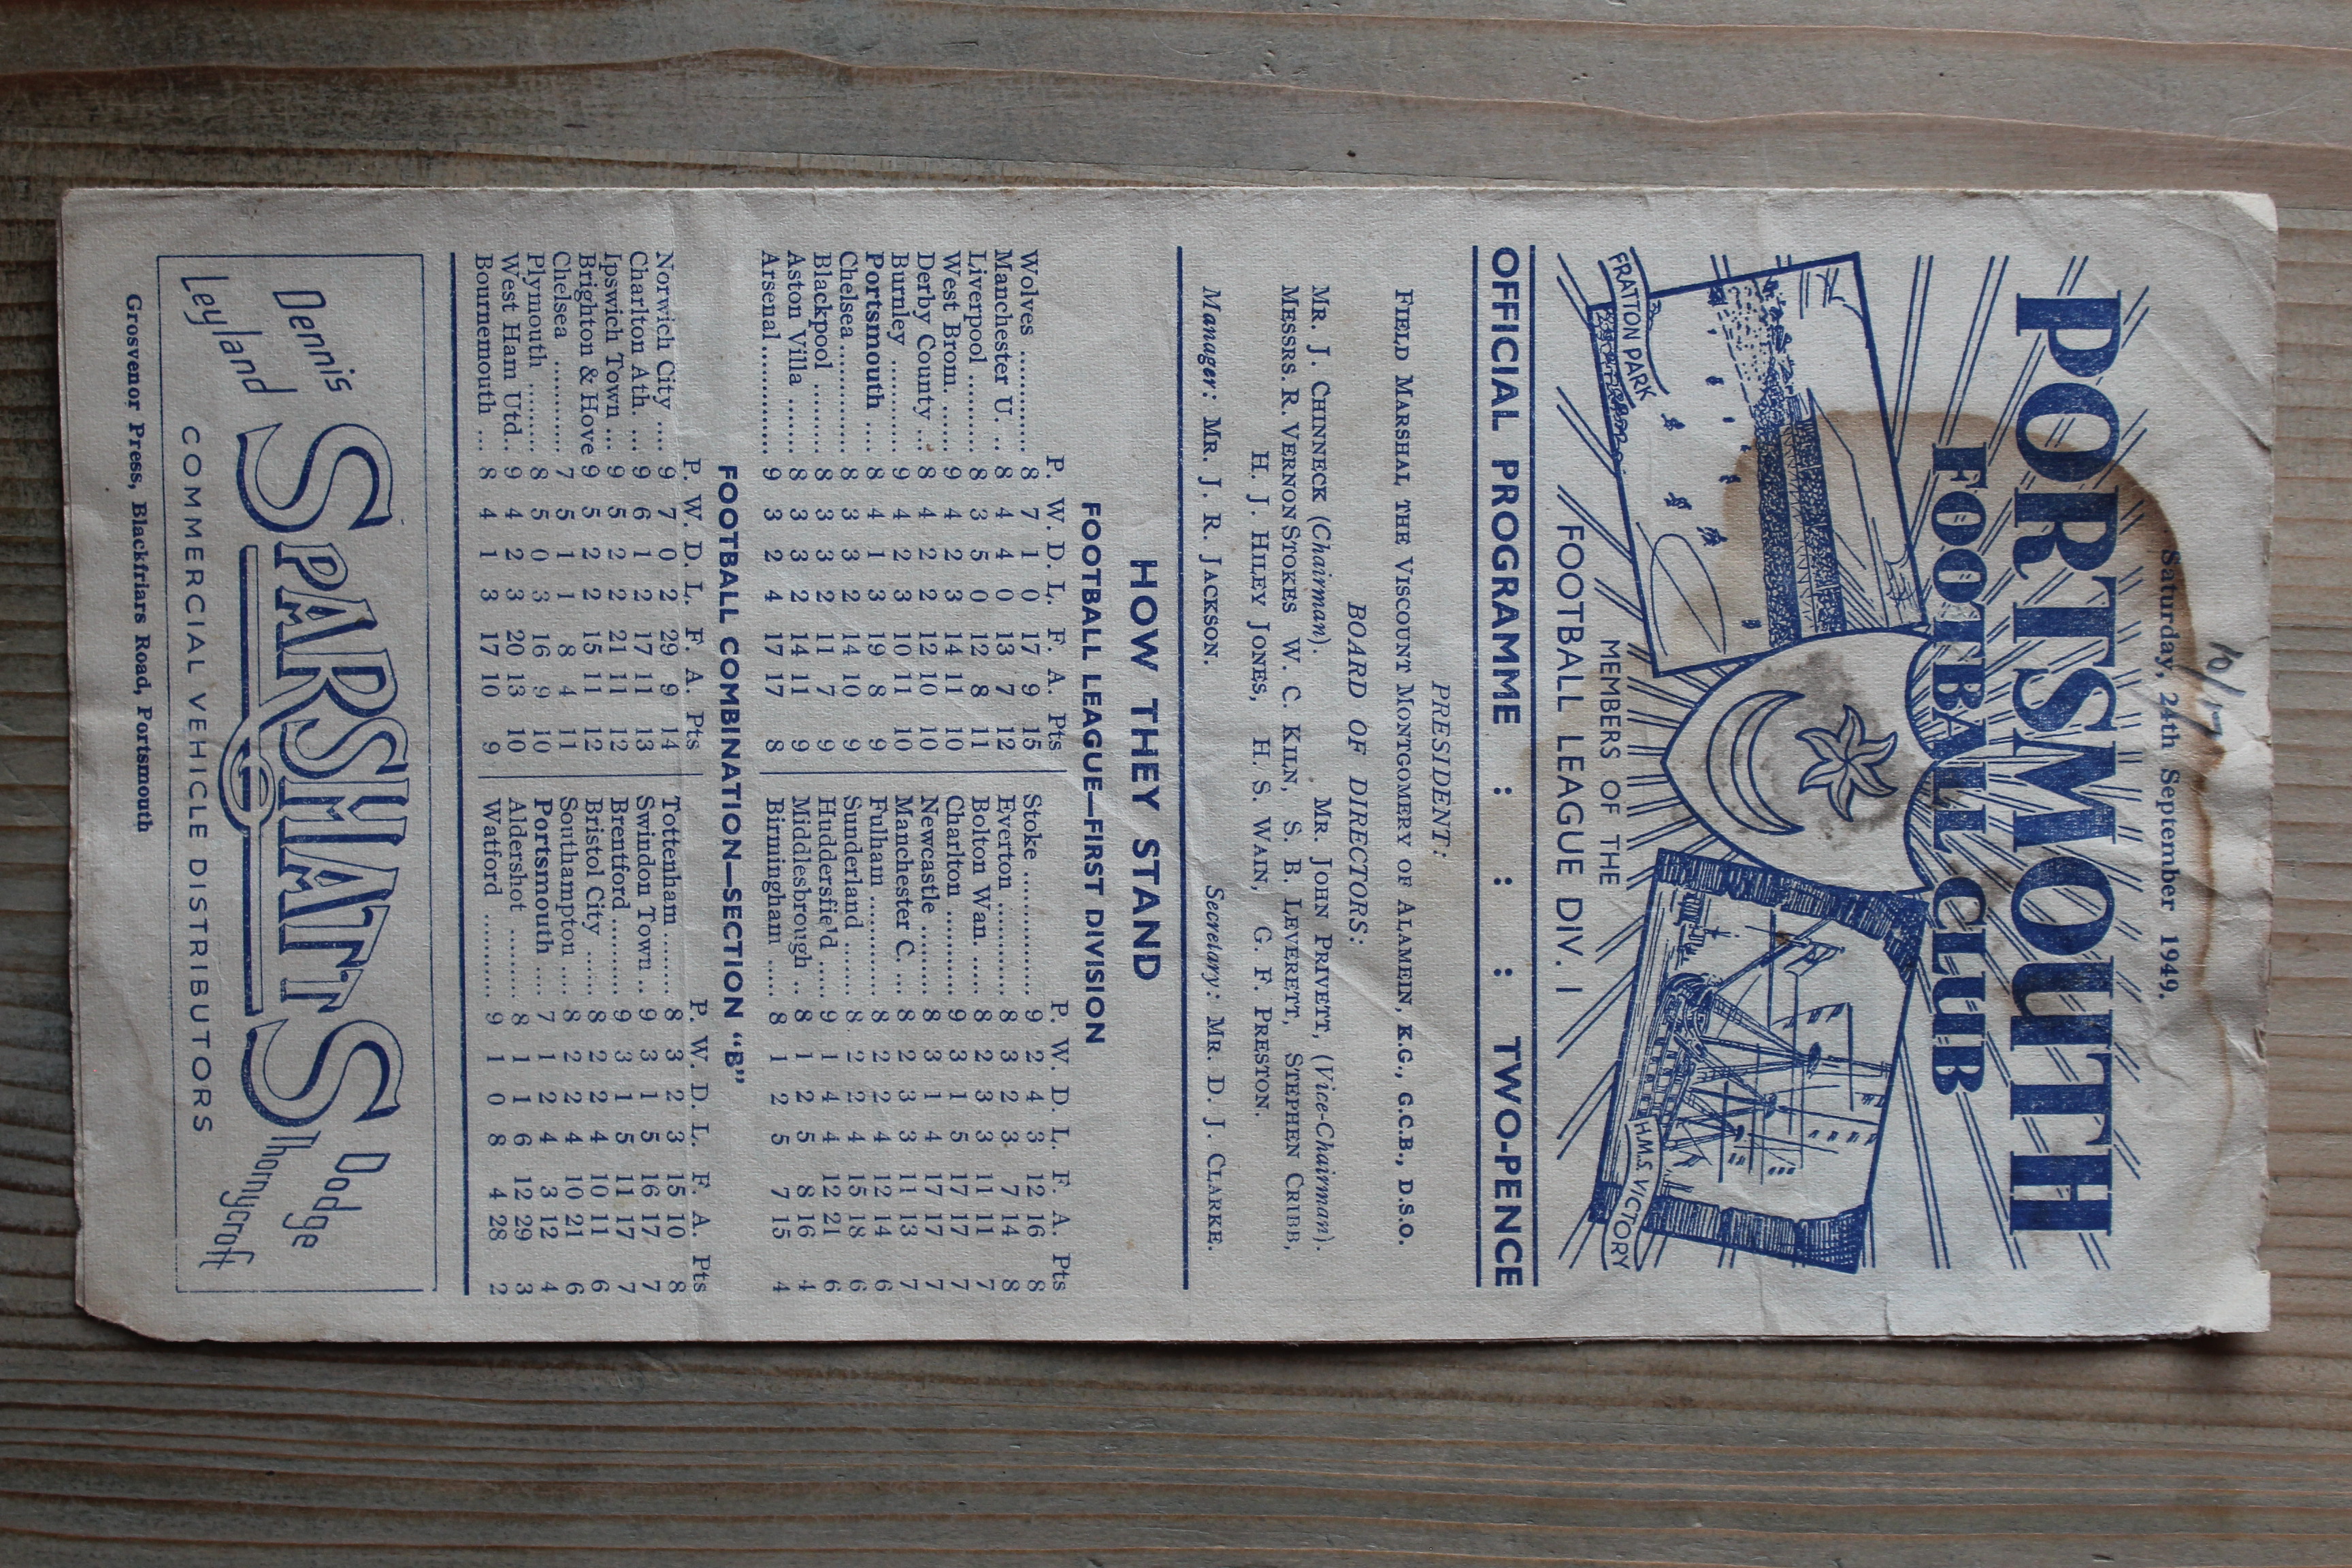 10/17
Saturday, 24th September 1949.
PORTSMOUTH
FOOTBALL CLUB
FRATTON PARK
H.M.S. VICTORY
MEMBERS OF THE
FOOTBALL LEAGUE DIV. 1
OFFICIAL PROGRAMME : : : TWO-PENCE
PRESIDENT:
FIELD MARSHAL THE VISCOUNT MONTGOMERY OF ALAMEIN, K.G., G.C.B., D.S.O.
BOARD OF DIRECTORS:
MR. J. CHINNECK (Chairman). MR. JOHN PRIVETT, (Vice-Chairman).
MESSRS. R. VERNON STOKES W. C. KILN, S. B. LEVERETT, STEPHEN CRIBB,
H. J. HILEY JONES, H. S. WAIN, G. F. PRESTON.
Manager: MR. J. R. JACKSON. Secretary: MR. D. J. CLARKE.
HOW THEY STAND
FOOTBALL LEAGUE—FIRST DIVISION
P. W. D. L. F. A. Pts P. W. D. L. F. A. Pts
Wolves ............ 8 7 1 0 17 9 15 Stoke ............... 9 2 4 3 12 16 8
Manchester U. .. 8 4 4 0 13 7 12 Everton ............ 8 3 2 3 7 14 8
Liverpool .......... 8 3 5 0 12 8 11 Bolton Wan. ...... 8 2 3 3 11 11 7
West Brom. ...... 9 4 2 3 14 11 10 Charlton ........... 9 3 1 5 17 17 7
Derby County ... 8 4 2 2 12 10 10 Newcastle ......... 8 3 1 4 17 17 7
Burnley ............ 9 4 2 3 10 11 10 Manchester C. ... 8 2 3 3 11 13 7
Portsmouth .... 8 4 1 3 19 8 9 Fulham ............. 8 2 2 4 12 14 6
Chelsea ............. 8 3 3 2 14 10 9 Sunderland ........ 8 2 2 4 15 18 6
Blackpool ......... 8 3 3 2 11 7 9 Huddersfield ..... 9 1 4 4 12 21 6
Aston Villa ....... 8 3 3 2 14 11 9 Middlesbrough .. 8 1 2 5 8 16 4
Arsenal ............. 9 3 2 4 17 17 8 Birmingham ..... 8 1 2 5 7 15 4
FOOTBALL COMBINATION—SECTION "B"
P. W. D. L. F. A. Pts P. W. D. L. F. A. Pts
Norwich City .... 9 7 0 2 29 9 14 Tottenham ........ 8 3 2 3 15 10 8
Charlton Ath. ... 9 6 1 2 17 11 13 Swindon Town .. 9 3 1 5 16 17 7
Ipswich Town ... 9 5 2 2 21 11 12 Brentford .......... 9 3 1 5 11 17 7
Brighton & Hove 9 5 2 2 15 11 12 Bristol City ...... 8 2 2 4 10 11 6
Chelsea ............ 7 5 1 1 8 4 11 Southampton .... 8 2 2 4 10 21 6
Plymouth ......... 8 5 0 3 16 9 10 Portsmouth .... 7 1 2 4 3 12 4
West Ham Utd.. 9 4 2 3 20 13 10 Aldershot ......... 8 1 1 6 12 29 3
Bournemouth ... 8 4 1 3 17 10 9 Watford ............ 9 1 0 8 4 28 2
Dennis SPARSHATTS Dodge
Leyland Thornycroft
COMMERCIAL VEHICLE DISTRIBUTORS
Grosvenor Press, Blackfriars Road, Portsmouth